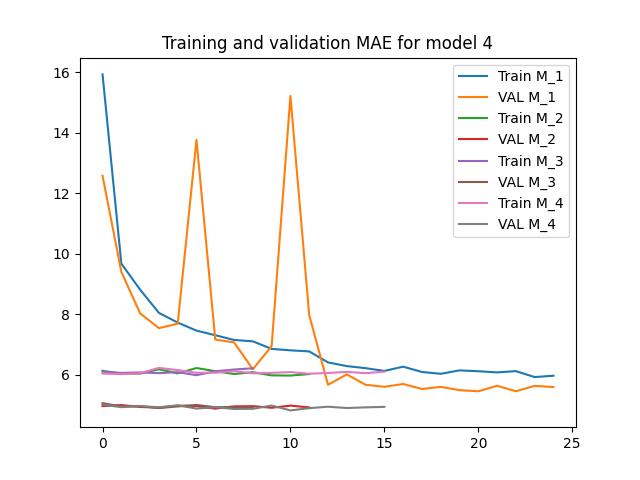 Training and validation MAE for model 4
16
14
12
10
8
6
0
5
10
15
20
25
Train M_1
VAL M_1
Train M_2
VAL M_2
Train M_3
VAL M_3
Train M_4
VAL M_4